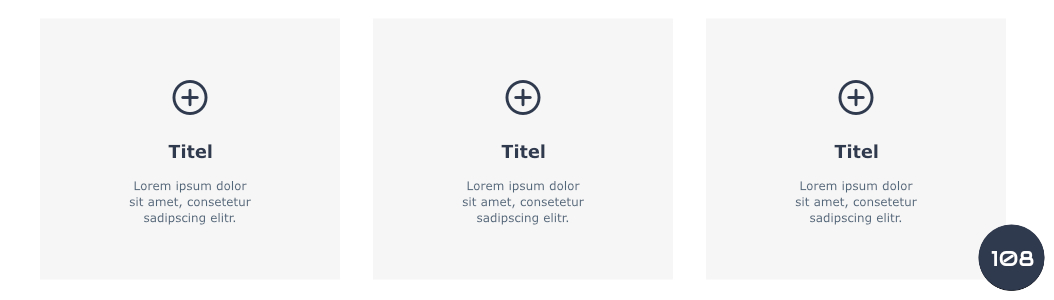 Titel
Lorem ipsum dolor
sit amet, consetetur
sadipscing elitr.
Titel
Lorem ipsum dolor
sit amet, consetetur
sadipscing elitr.
Titel
Lorem ipsum dolor
sit amet, consetetur
sadipscing elitr.
108